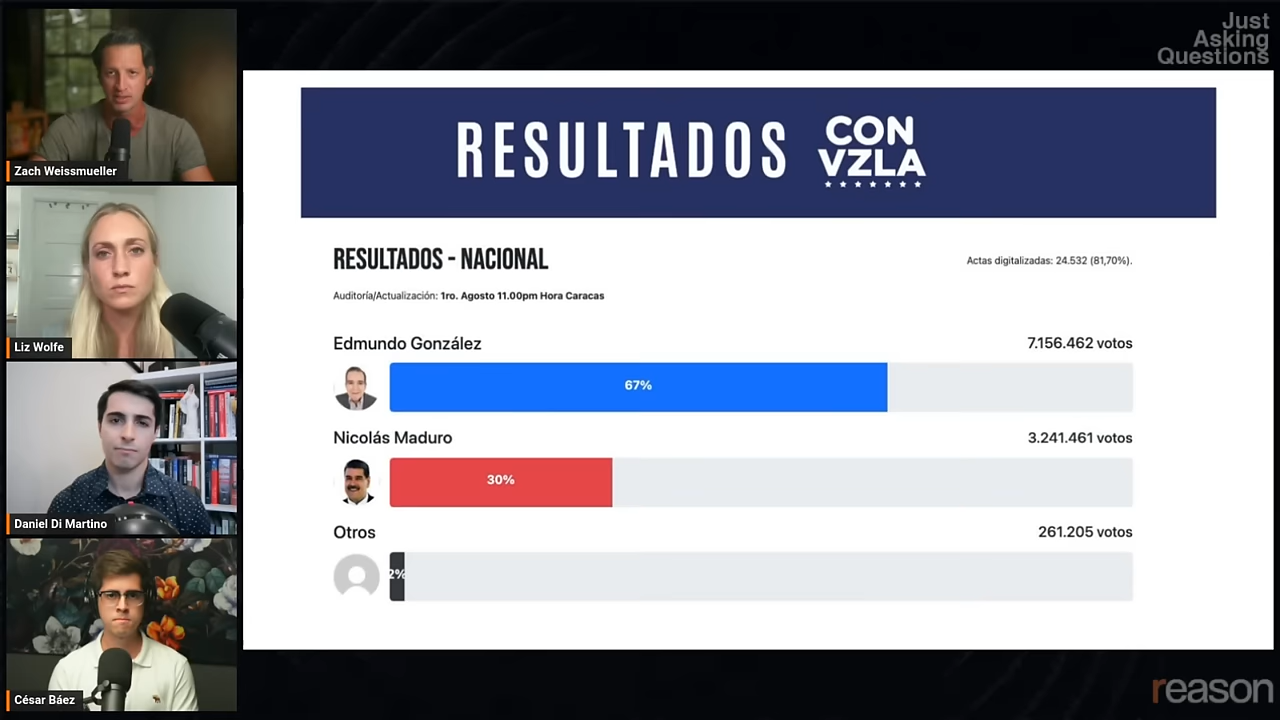 Just
Asking
Questions
Zach Weissmueller
Liz Wolfe
Daniel Di Martino
César Báez
RESULTADOS CON
VZLA
RESULTADOS - NACIONAL
Actas digitalizadas: 24.532 (81,70%).
Auditoría/Actualización: 1ro. Agosto 11.00pm Hora Caracas
Edmundo González 7.156.462 votos
67%
Nicolás Maduro 3.241.461 votos
30%
Otros 261.205 votos
2%
reason